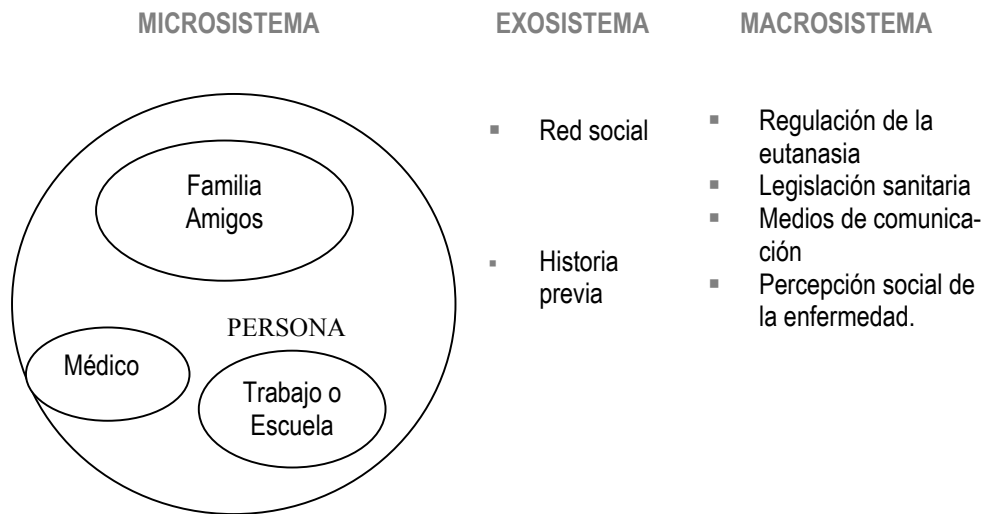 MICROSISTEMA
EXOSISTEMA
MACROSISTEMA
Familia
Amigos
PERSONA
Médico
Trabajo o
Escuela
Red social
Historia
previa
Regulación de la
eutanasia
Legislación sanitaria
Medios de comunica-
ción
Percepción social de
la enfermedad.